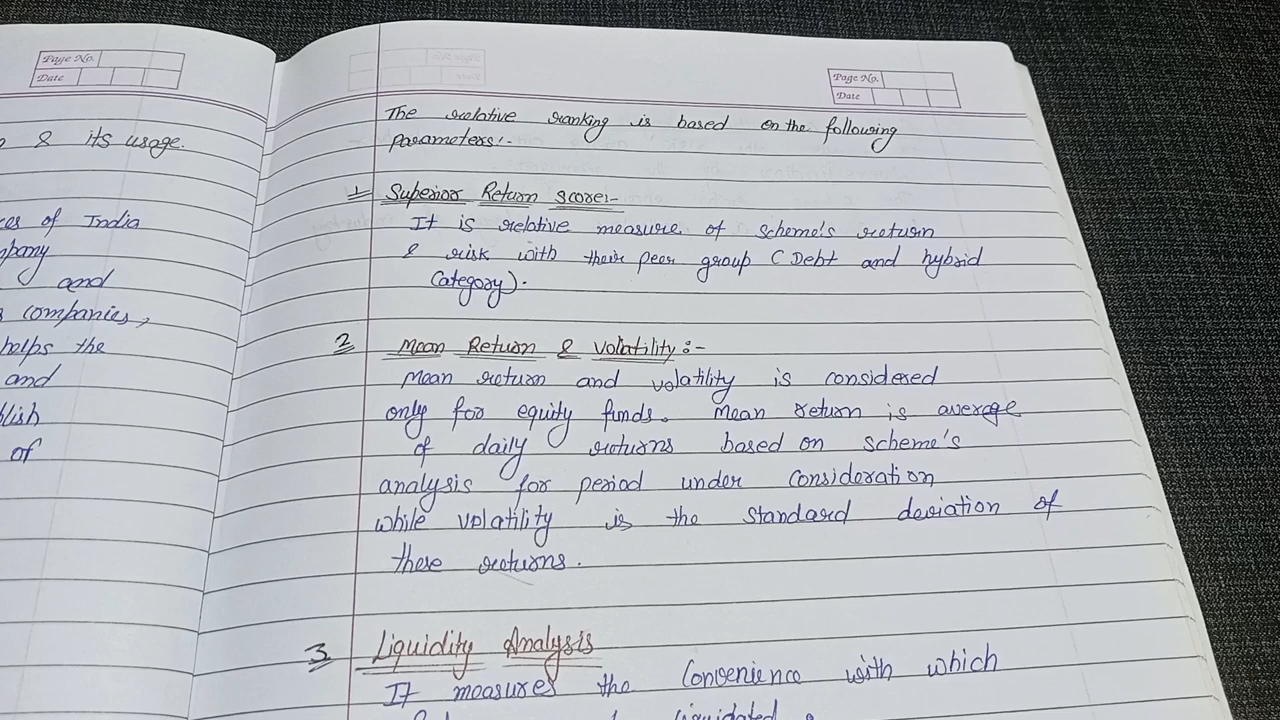 Page No.
Date
& its usage.
of India
and
companies,
helps the
and
of
Page No.
Date
The relative ranking is based on the following
Parameters:-
1 Superior Return Score:-
It is relative measure of scheme's return
& risk with their peer group (Debt and hybrid
Category).
2 Mean Return & Volatility:-
Mean return and volatility is considered
only for equity funds. Mean return is average
of daily returns based on scheme's
analysis for period under consideration
while volatility is the standard deviation of
these returns.
3 Liquidity Analysis
It measures the Convenience with which
liquidated